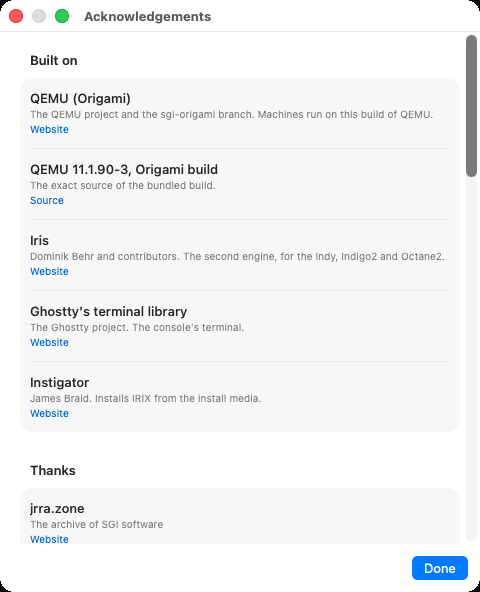 Acknowledgements
Built on
QEMU (Origami)
The QEMU project and the sgi-origami branch. Machines run on this build of QEMU.
Website
QEMU 11.1.90-3, Origami build
The exact source of the bundled build.
Source
Iris
Dominik Behr and contributors. The second engine, for the Indy, Indigo2 and Octane2.
Website
Ghostty's terminal library
The Ghostty project. The console's terminal.
Website
Instigator
James Braid. Installs IRIX from the install media.
Website
Thanks
jrra.zone
The archive of SGI software
Website
Done